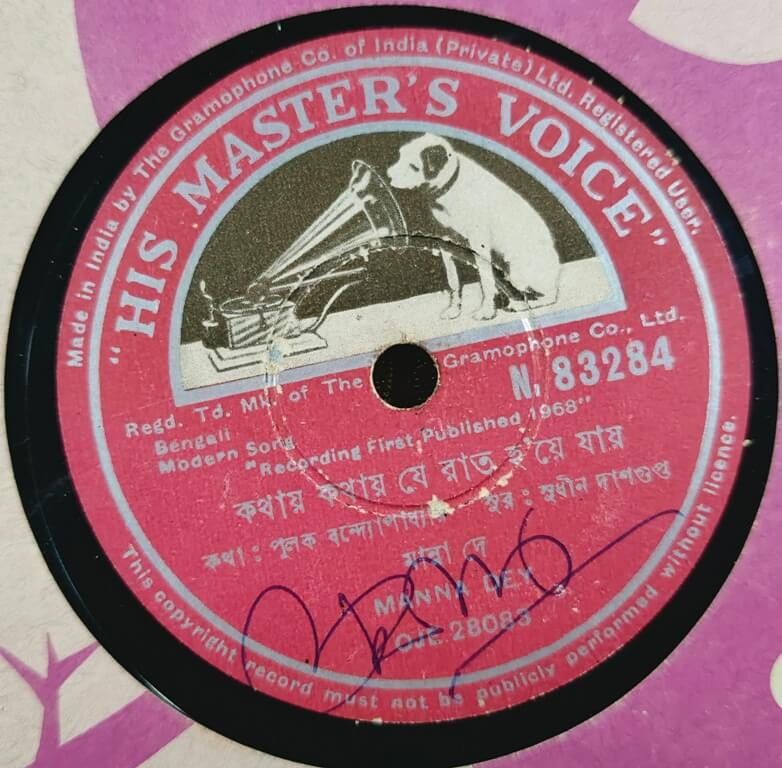 Made in India by The Gramophone Co. of India (Private) Ltd. Registered User.
"HIS MASTER'S VOICE"
Regd. Td. Mk. of The Gramophone Co., Ltd.
Bengali
Modern Song
N. 83284
"Recording First Published 1968"
কথায় কথায় যে রাত হ'য়ে যায়
কথা : পুলক বন্দ্যোপাধ্যায় সুর : সুধীন দাশগুপ্ত
মান্না দে
MANNA DEY
OJE. 28083
This copyright record must not be publicly performed without licence.